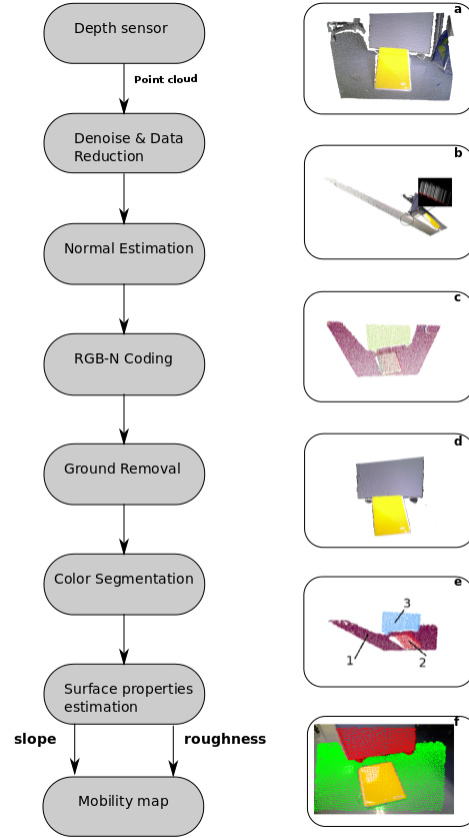 Depth sensor
Point cloud
Denoise & Data
Reduction
Normal Estimation
RGB-N Coding
Ground Removal
Color Segmentation
Surface properties
estimation
slope
roughness
Mobility map
a
b
c
d
e
3
1
2
f